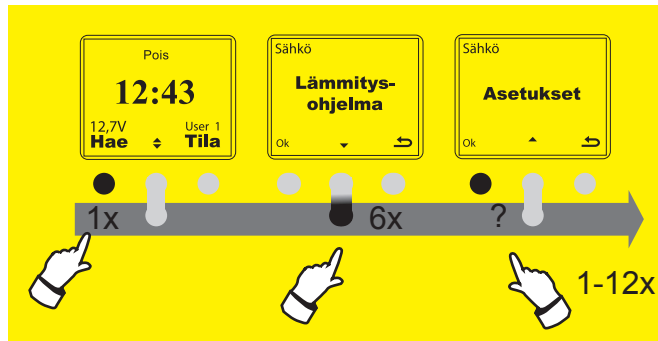 Pois
12:43
12,7V
User 1
Hae
Tila
Sähkö
Lämmitys-
ohjelma
Ok
Sähkö
Asetukset
Ok
1x
6x
?
1-12x